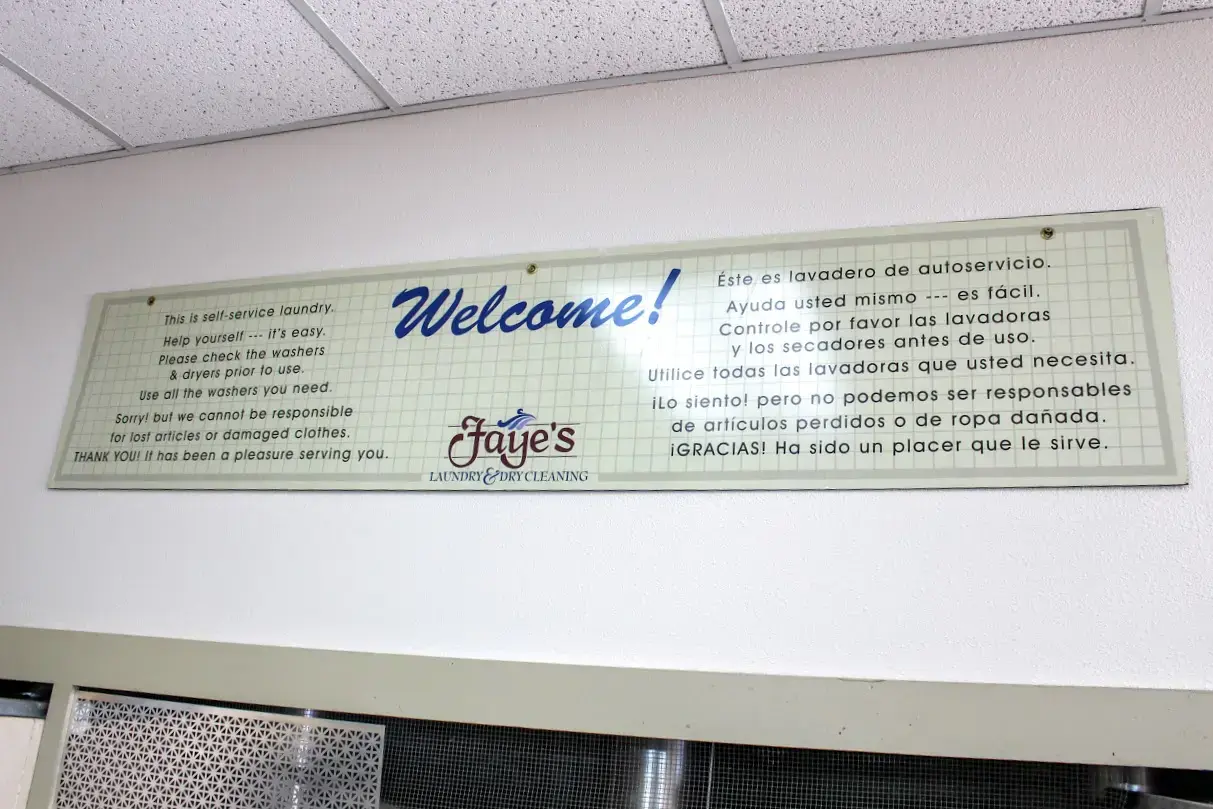 Welcome!
This is self-service laundry.
Help yourself --- it's easy.
Please check the washers
& dryers prior to use.
Use all the washers you need.
Sorry! but we cannot be responsible
for lost articles or damaged clothes.
THANK YOU! It has been a pleasure serving you.
Faye's
LAUNDRY & DRY CLEANING
Éste es lavadero de autoservicio.
Ayuda usted mismo --- es fácil.
Controle por favor las lavadoras
y los secadores antes de uso.
Utilice todas las lavadoras que usted necesita.
¡Lo siento! pero no podemos ser responsables
de artículos perdidos o de ropa dañada.
¡GRACIAS! Ha sido un placer que le sirve.